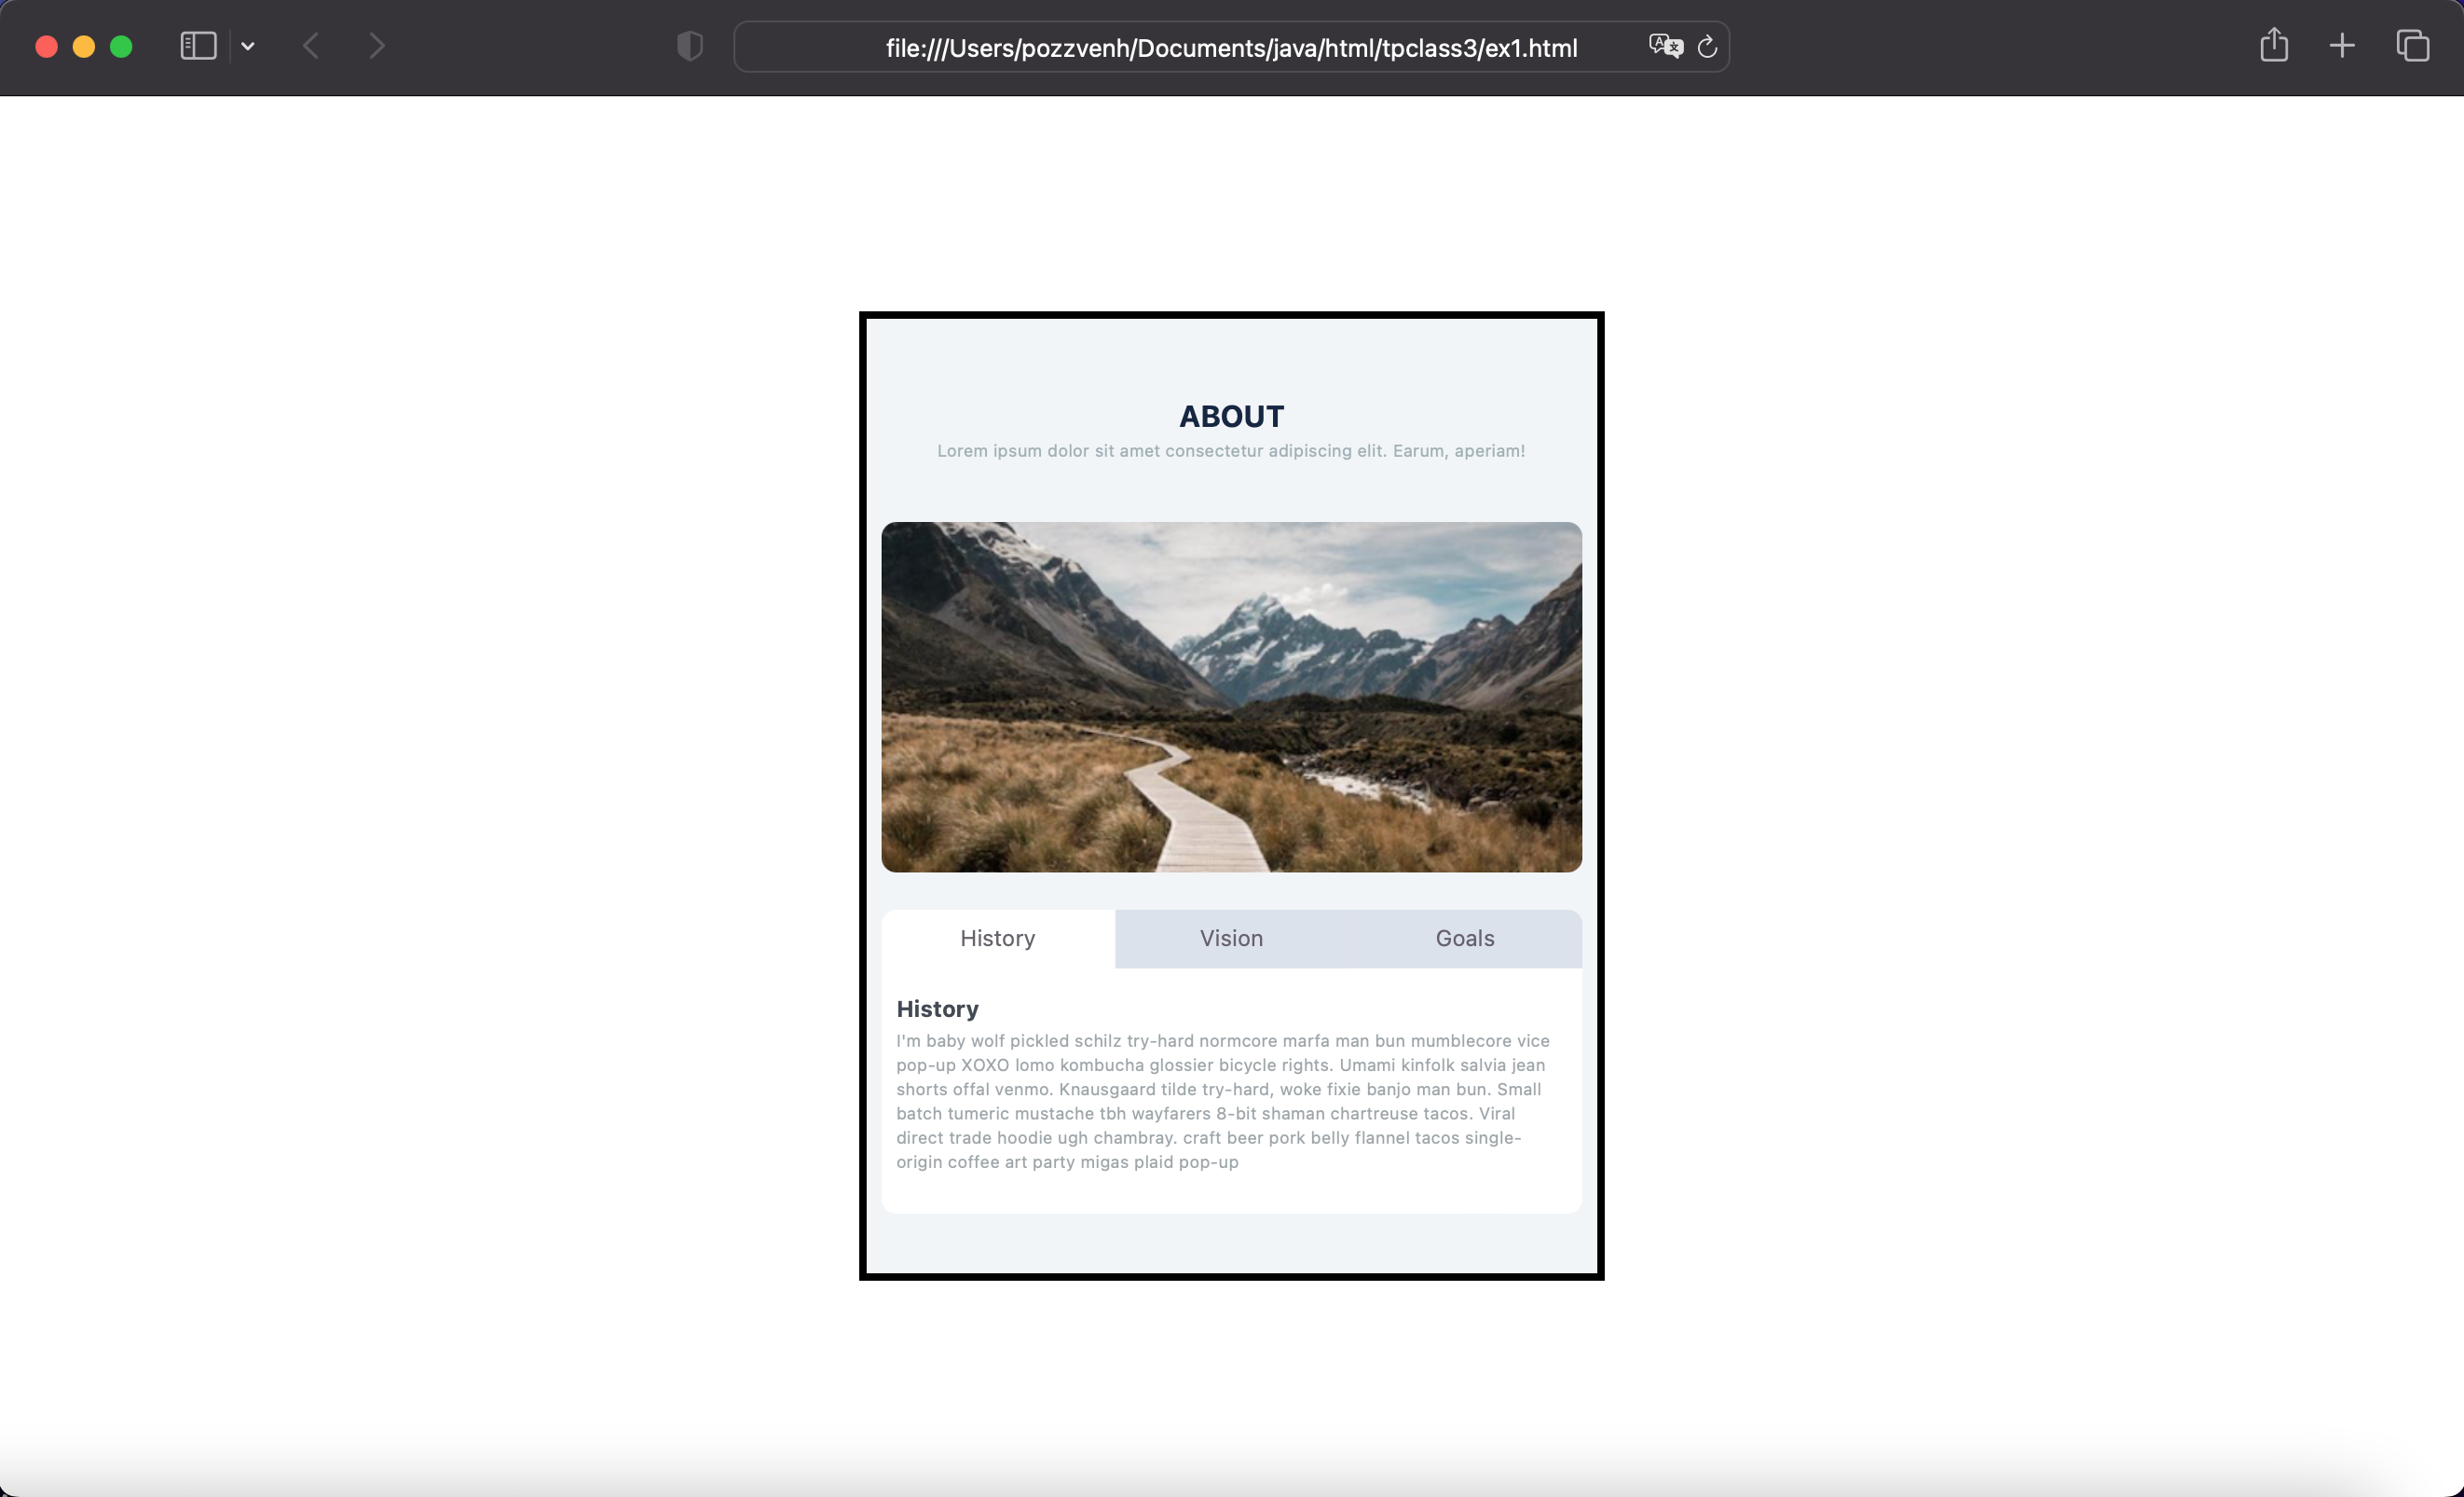 file:///Users/pozzvenh/Documents/java/html/tpclass3/ex1.html
ABOUT
Lorem ipsum dolor sit amet consectetur adipiscing elit. Earum, aperiam!
History Vision Goals
History
I'm baby wolf pickled schilz try-hard normcore marfa man bun mumblecore vice
pop-up XOXO lomo kombucha glossier bicycle rights. Umami kinfolk salvia jean
shorts offal venmo. Knausgaard tilde try-hard, woke fixie banjo man bun. Small
batch tumeric mustache tbh wayfarers 8-bit shaman chartreuse tacos. Viral
direct trade hoodie ugh chambray. craft beer pork belly flannel tacos single-
origin coffee art party migas plaid pop-up